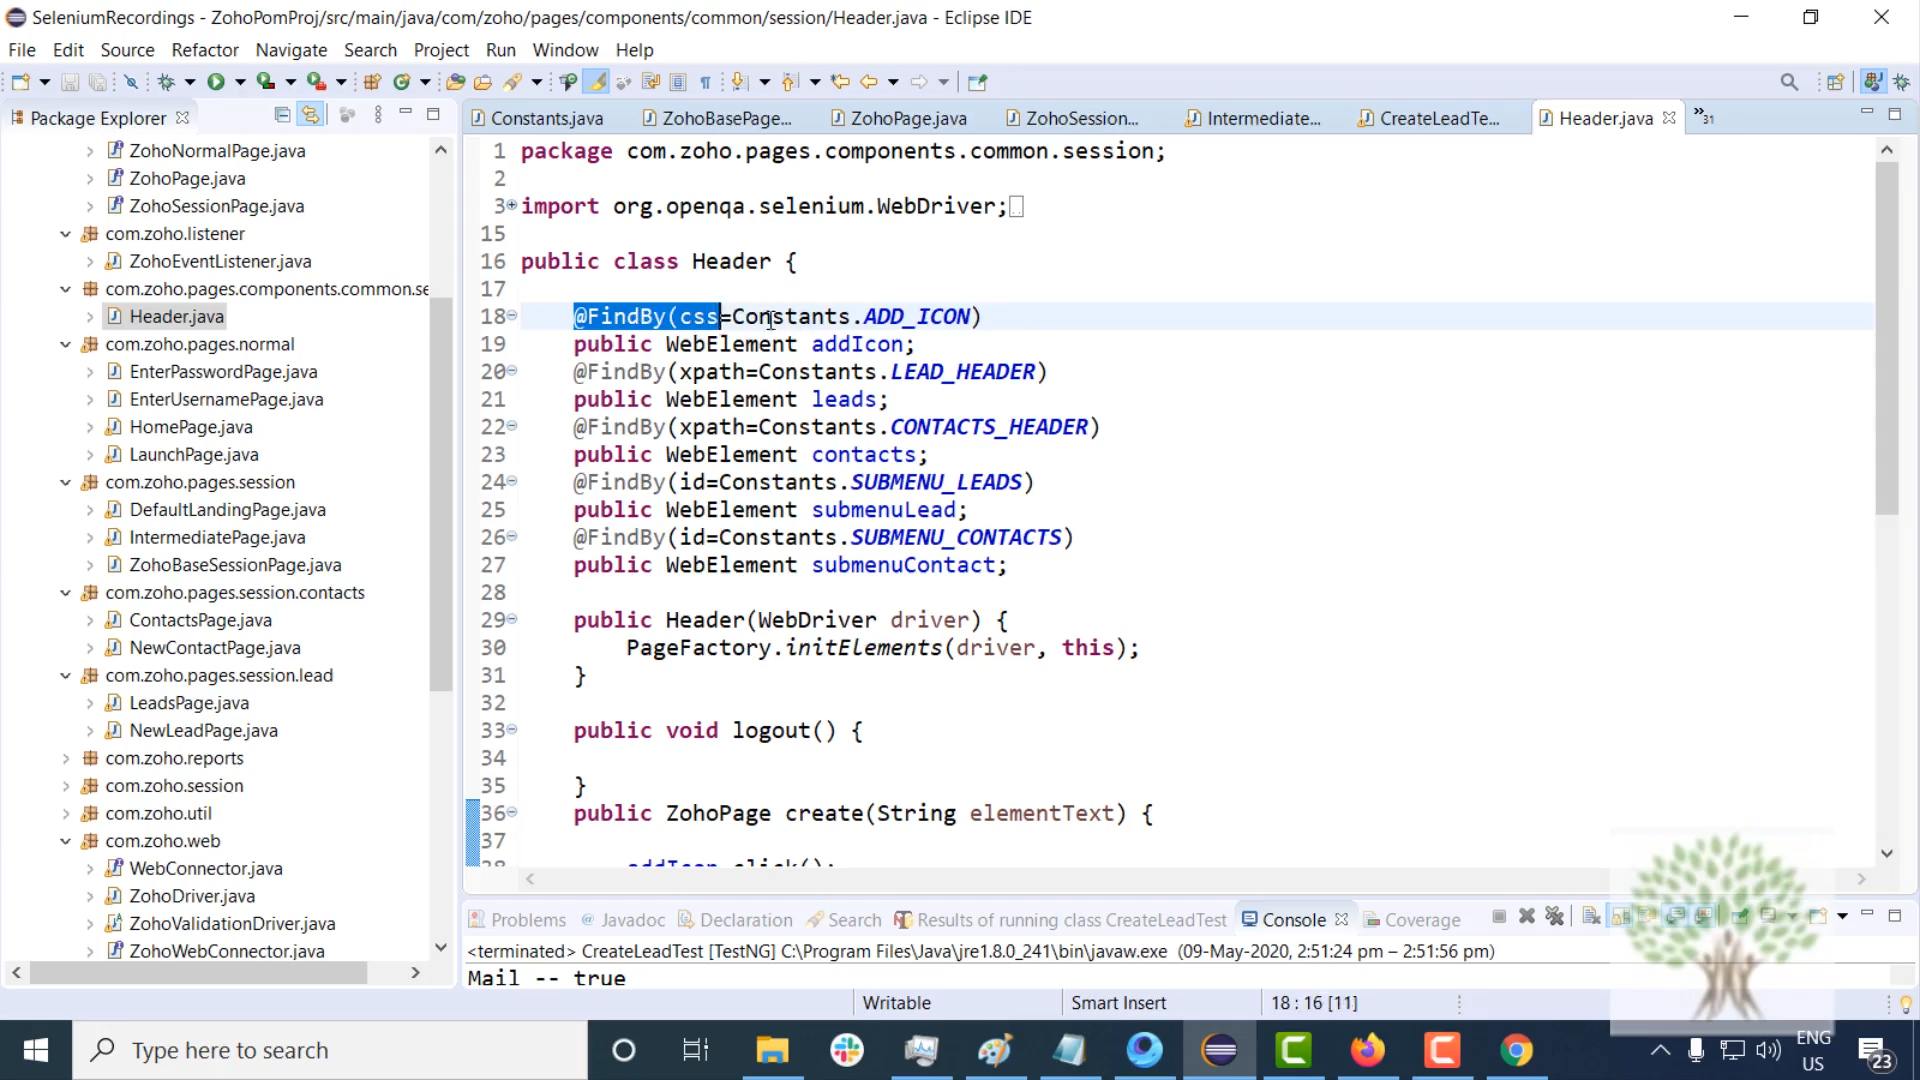 SeleniumRecordings - ZohoPomProj/src/main/java/com/zoho/pages/components/common/session/Header.java - Eclipse IDE
File Edit Source Refactor Navigate Search Project Run Window Help
Package Explorer
Constants.java ZohoBasePage... ZohoPage.java ZohoSession... Intermediate... CreateLeadTe... Header.java »31
ZohoNormalPage.java
ZohoPage.java
ZohoSessionPage.java
com.zoho.listener
ZohoEventListener.java
com.zoho.pages.components.common.se
Header.java
com.zoho.pages.normal
EnterPasswordPage.java
EnterUsernamePage.java
HomePage.java
LaunchPage.java
com.zoho.pages.session
DefaultLandingPage.java
IntermediatePage.java
ZohoBaseSessionPage.java
com.zoho.pages.session.contacts
ContactsPage.java
NewContactPage.java
com.zoho.pages.session.lead
LeadsPage.java
NewLeadPage.java
com.zoho.reports
com.zoho.session
com.zoho.util
com.zoho.web
WebConnector.java
ZohoDriver.java
ZohoValidationDriver.java
ZohoWebConnector.java
1 package com.zoho.pages.components.common.session;
2
3 import org.openqa.selenium.WebDriver;
15
16 public class Header {
17
18 @FindBy(css=Constants.ADD_ICON)
19 public WebElement addIcon;
20 @FindBy(xpath=Constants.LEAD_HEADER)
21 public WebElement leads;
22 @FindBy(xpath=Constants.CONTACTS_HEADER)
23 public WebElement contacts;
24 @FindBy(id=Constants.SUBMENU_LEADS)
25 public WebElement submenuLead;
26 @FindBy(id=Constants.SUBMENU_CONTACTS)
27 public WebElement submenuContact;
28
29 public Header(WebDriver driver) {
30 PageFactory.initElements(driver, this);
31 }
32
33 public void logout() {
34
35 }
36 public ZohoPage create(String elementText) {
37
38 addIcon.click();
Problems Javadoc Declaration Search Results of running class CreateLeadTest Console Coverage
<terminated> CreateLeadTest [TestNG] C:\Program Files\Java\jre1.8.0_241\bin\javaw.exe (09-May-2020, 2:51:24 pm – 2:51:56 pm)
Mail -- true
Writable Smart Insert 18 : 16 [11]
Type here to search
ENG
US
23